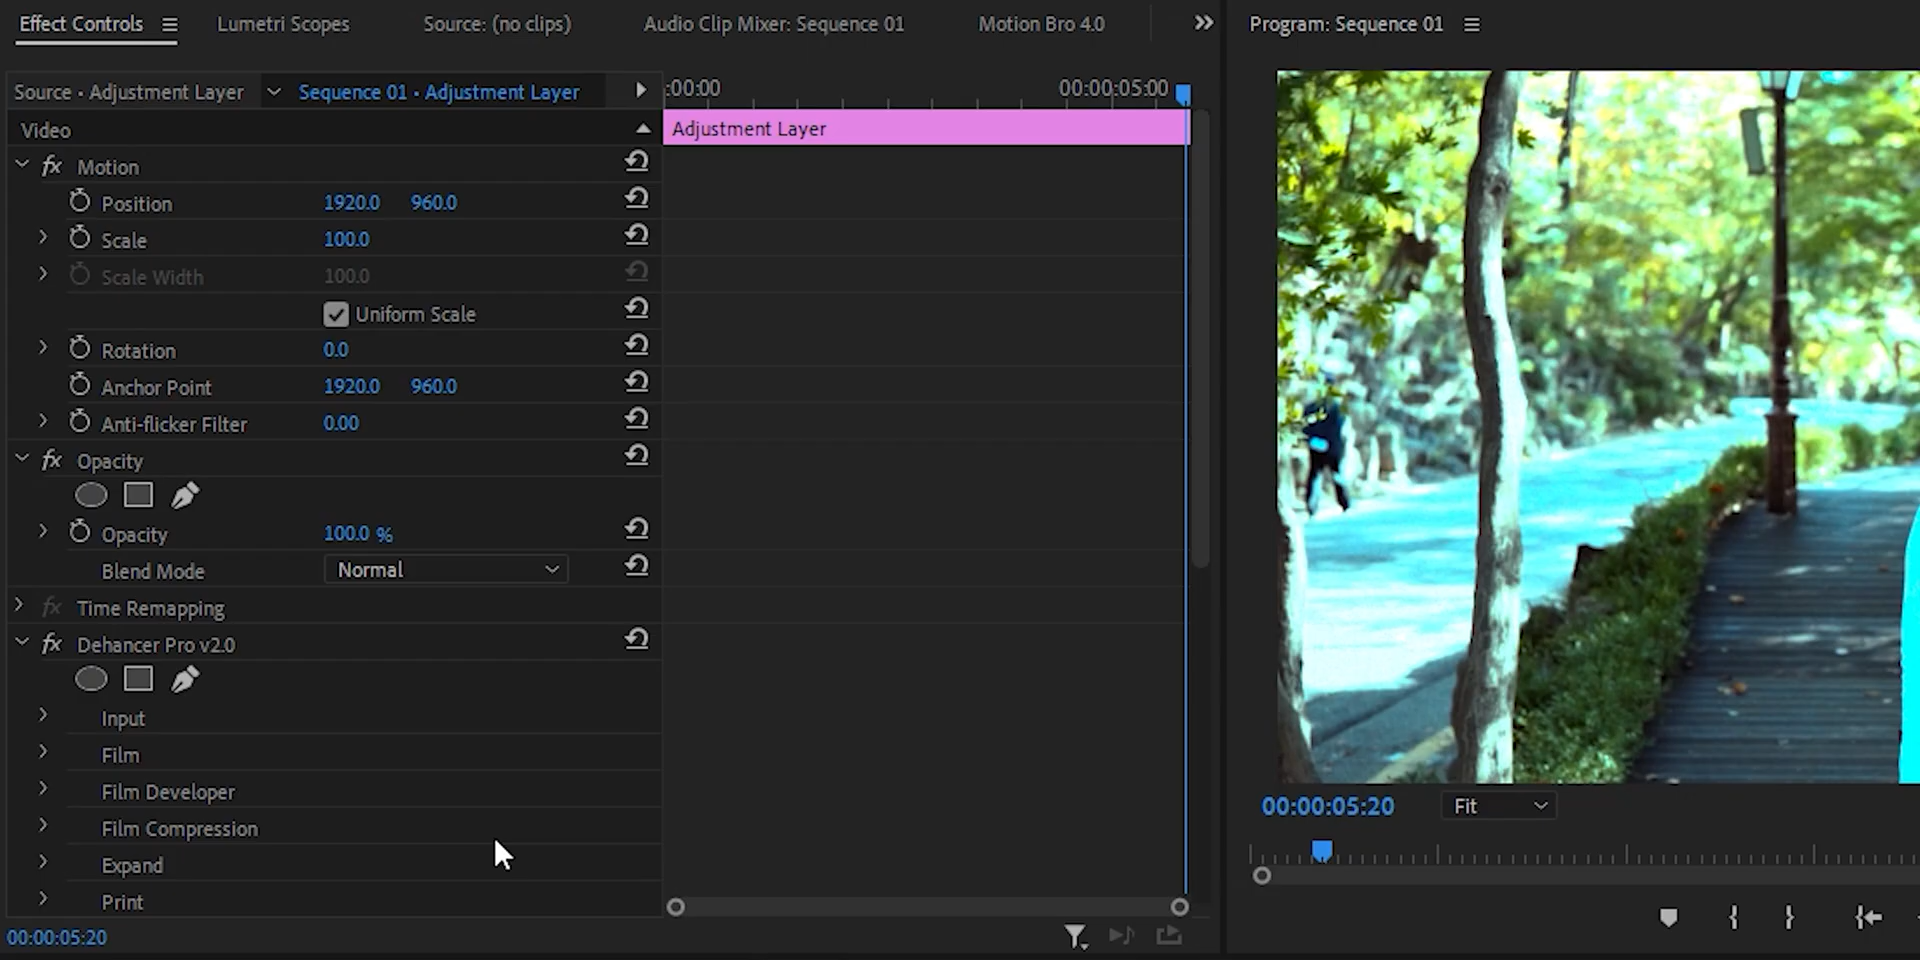 Effect Controls
Lumetri Scopes
Source: (no clips)
Audio Clip Mixer: Sequence 01
Motion Bro 4.0
Program: Sequence 01
Source · Adjustment Layer
Sequence 01 · Adjustment Layer
:00:00
00:00:05:00
Video
Adjustment Layer
fx Motion
Position 1920.0 960.0
Scale 100.0
Scale Width 100.0
Uniform Scale
Rotation 0.0
Anchor Point 1920.0 960.0
Anti-flicker Filter 0.00
fx Opacity
Opacity 100.0 %
Blend Mode Normal
fx Time Remapping
fx Dehancer Pro v2.0
Input
Film
Film Developer
Film Compression
Expand
Print
00:00:05:20
00:00:05:20
Fit